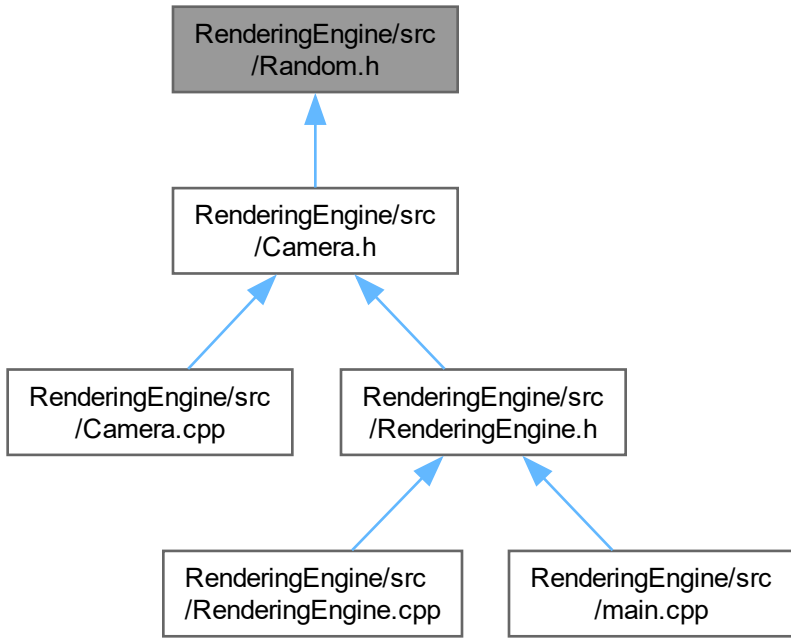 RenderingEngine/src
/Random.h
RenderingEngine/src
/Camera.h
RenderingEngine/src
/Camera.cpp
RenderingEngine/src
/RenderingEngine.h
RenderingEngine/src
/RenderingEngine.cpp
RenderingEngine/src
/main.cpp